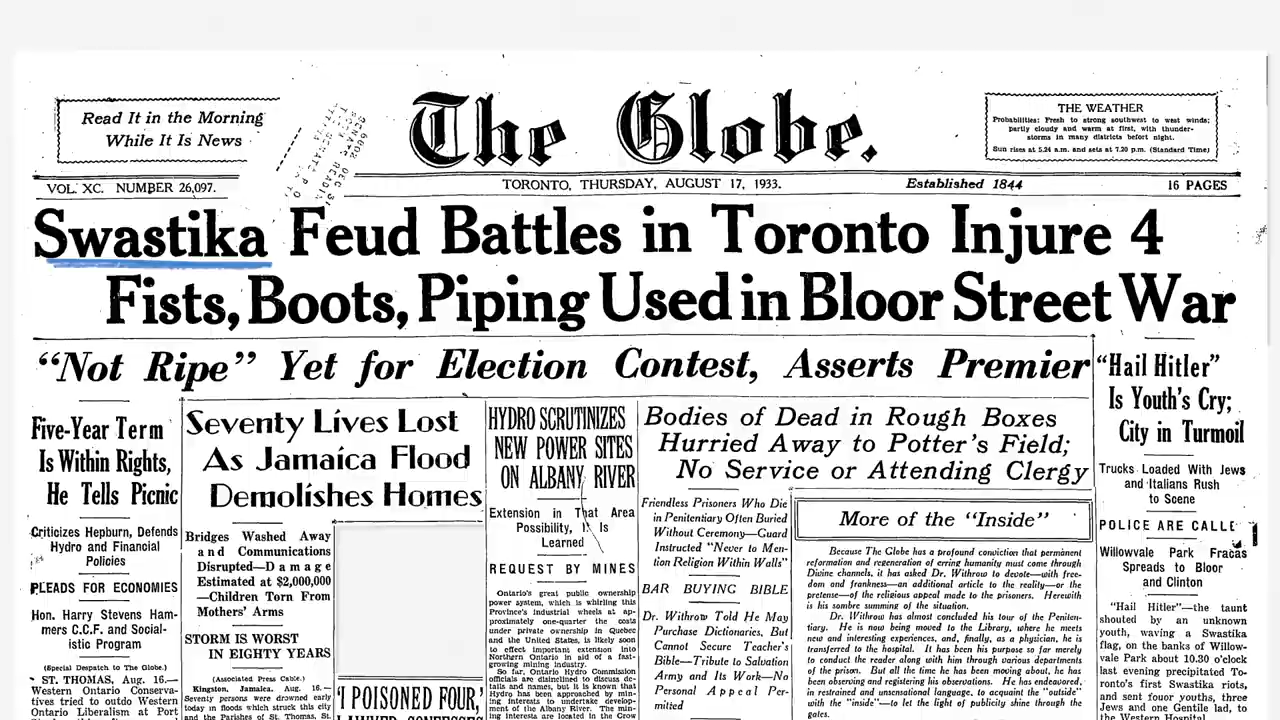 Read It in the Morning
While It Is News
The Globe.
THE WEATHER
Probabilities: Fresh to strong southwest to west winds;
partly cloudy and warm at first, with thunder-
storms in many districts before night.
Sun rises at 5.24 a.m. and sets at 7.20 p.m. (Standard Time)
VOL. XC. NUMBER 26,097.
TORONTO, THURSDAY, AUGUST 17, 1933.
Established 1844
16 PAGES
Swastika Feud Battles in Toronto Injure 4
Fists, Boots, Piping Used in Bloor Street War
“Not Ripe” Yet for Election Contest, Asserts Premier
Five-Year Term
Is Within Rights,
He Tells Picnic
Criticizes Hepburn, Defends
Hydro and Financial
Policies
PLEADS FOR ECONOMIES
Hon. Harry Stevens Ham-
mers C.C.F. and Social-
istic Program
(Special Despatch to The Globe.)
ST. THOMAS, Aug. 16.—
Western Ontario Conserva-
tives tried to outdo Western
Ontario Liberalism at Port
Seventy Lives Lost
As Jamaica Flood
Demolishes Homes
Bridges Washed Away
and Communications
Disrupted—Damage
Estimated at $2,000,000
—Children Torn From
Mothers' Arms
STORM IS WORST
IN EIGHTY YEARS
(Associated Press Cable.)
Kingston, Jamaica, Aug. 16.—
Seventy persons were drowned early
today in floods which struck this city
and the Parishes of St. Thomas, St.
'I POISONED FOUR,'
HYDRO SCRUTINIZES
NEW POWER SITES
ON ALBANY RIVER
Extension in That Area
Possibility, It Is
Learned
REQUEST BY MINES
Ontario's great public ownership
power system, which is whirling this
Province's industrial wheels at ap-
proximately one-quarter the costs
under private ownership in Quebec
and the United States, is likely soon
to effect important extension into
Northern Ontario in aid of a fast-
growing mining industry.
So far, Ontario Hydro Commission
officials are disinclined to discuss de-
tails and names, but it is known that
Hydro has been approached by min-
ing interests to undertake develop-
ment of the Albany River. The min-
ing interests are located in the Crow
Bodies of Dead in Rough Boxes
Hurried Away to Potter's Field;
No Service or Attending Clergy
Friendless Prisoners Who Die
in Penitentiary Often Buried
Without Ceremony—Guard
Instructed “Never to Men-
tion Religion Within Walls”
BAR BUYING BIBLE
Dr. Withrow Told He May
Purchase Dictionaries, But
Cannot Secure Teacher's
Bible—Tribute to Salvation
Army and Its Work—No
Personal Appeal Per-
mitted
More of the “Inside”
Because The Globe has a profound conviction that permanent
reformation and regeneration of erring humanity must come through
Divine channels, it has asked Dr. Withrow to devote—with free-
dom and frankness—an additional article to the reality—or the
pretense—of the religious appeal made to the prisoners. Herewith
is his sombre summing of the situation.
Dr. Withrow has almost concluded his tour of the Peniten-
tiary. He is now being moved to the Library, where he meets
new and interesting experiences, and, finally, as a physician, he is
transferred to the hospital. It has been his purpose so far merely
to conduct the reader along with him through various departments
of the prison. But all the time he has been moving about, he has
been observing and registering his observations. He has endeavored,
in restrained and unsensational language, to acquaint the “outside”
with the “inside”—to let the light of publicity shine through the
gates.
“Hail Hitler”
Is Youth's Cry;
City in Turmoil
Trucks Loaded With Jews
and Italians Rush
to Scene
POLICE ARE CALLE
Willowvale Park Fracas
Spreads to Bloor
and Clinton
“Hail Hitler”—the taunt
shouted by an unknown
youth, waving a Swastika
flag, on the banks of Willow-
vale Park about 10.30 o'clock
last evening precipitated To-
ronto's first Swastika riots,
and sent four youths, three
Jews and one Gentile lad, to
the Western Hospital